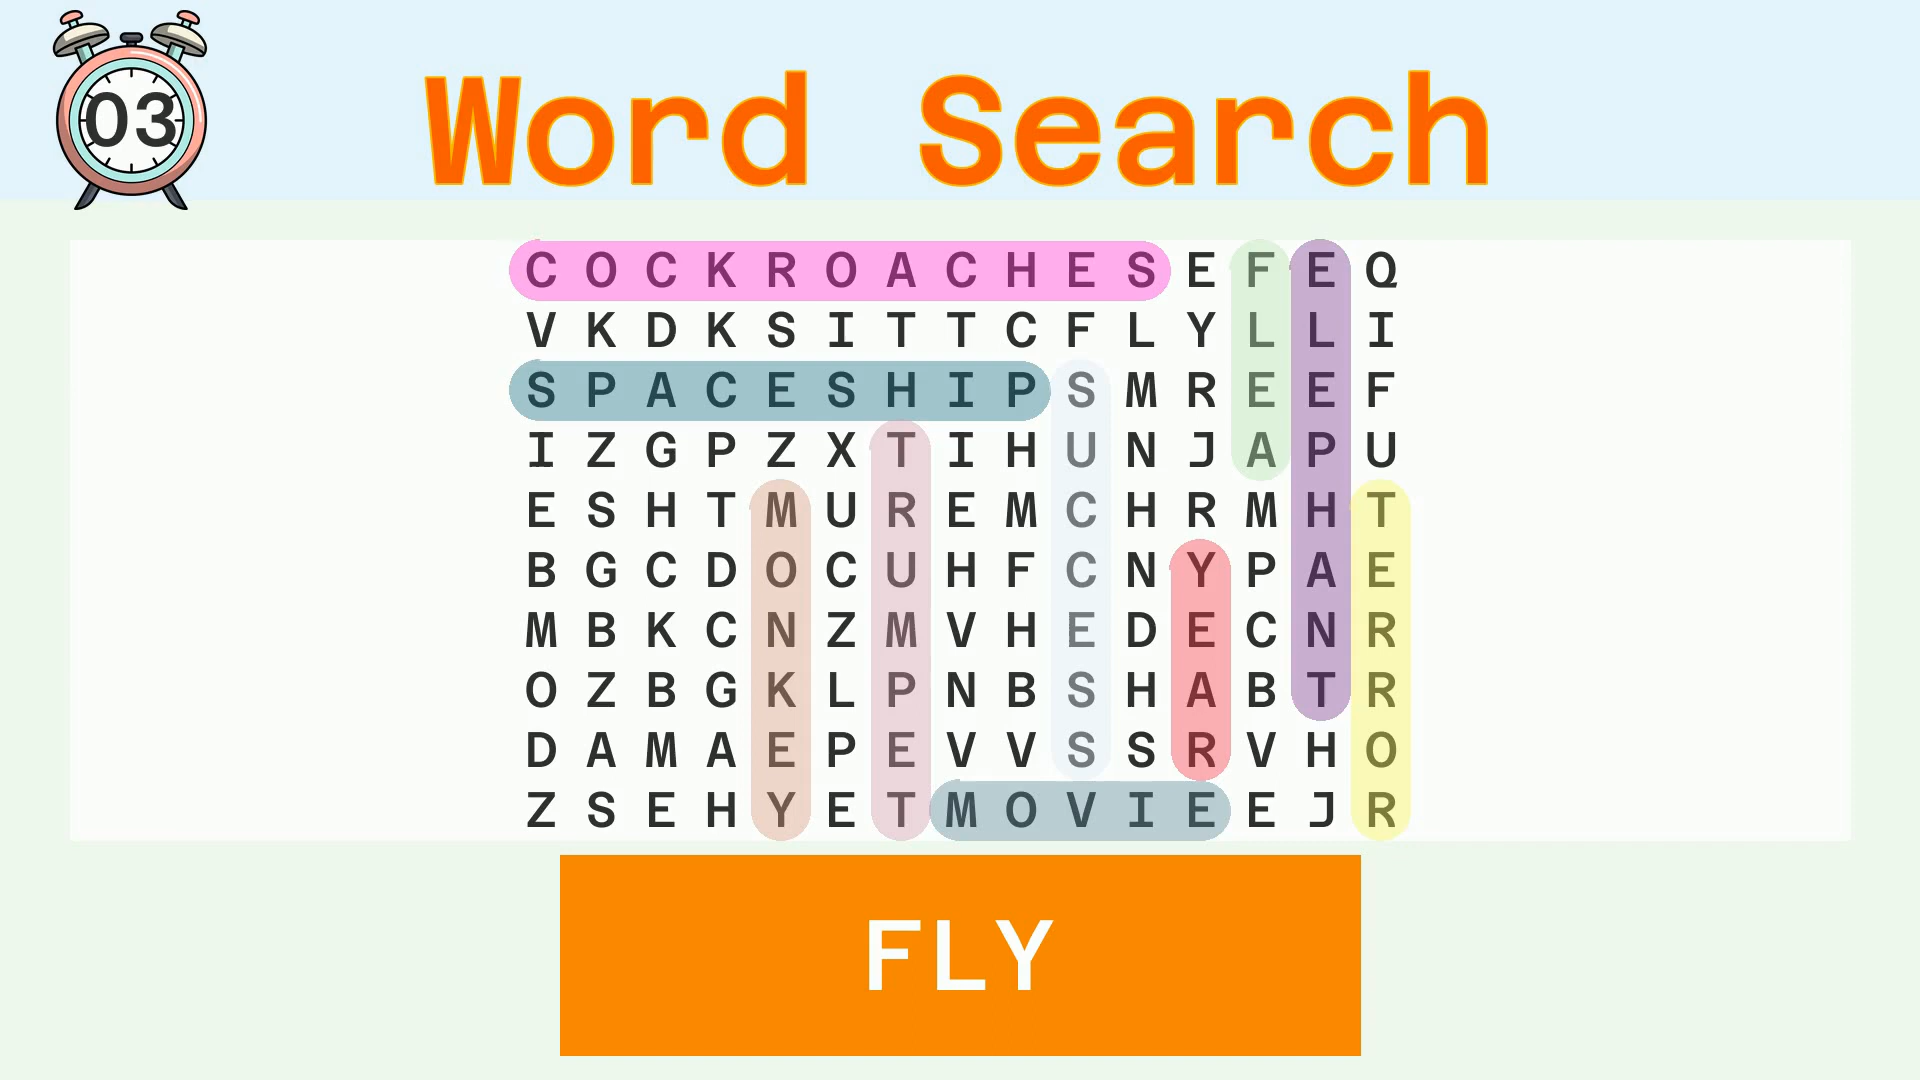 03
Word Search
C O C K R O A C H E S E F E Q
V K D K S I T T C F L Y L L I
S P A C E S H I P S M R E E F
I Z G P Z X T I H U N J A P U
E S H T M U R E M C H R M H T
B G C D O C U H F C N Y P A E
M B K C N Z M V H E D E C N R
O Z B G K L P N B S H A B T R
D A M A E P E V V S S R V H O
Z S E H Y E T M O V I E E J R
FLY